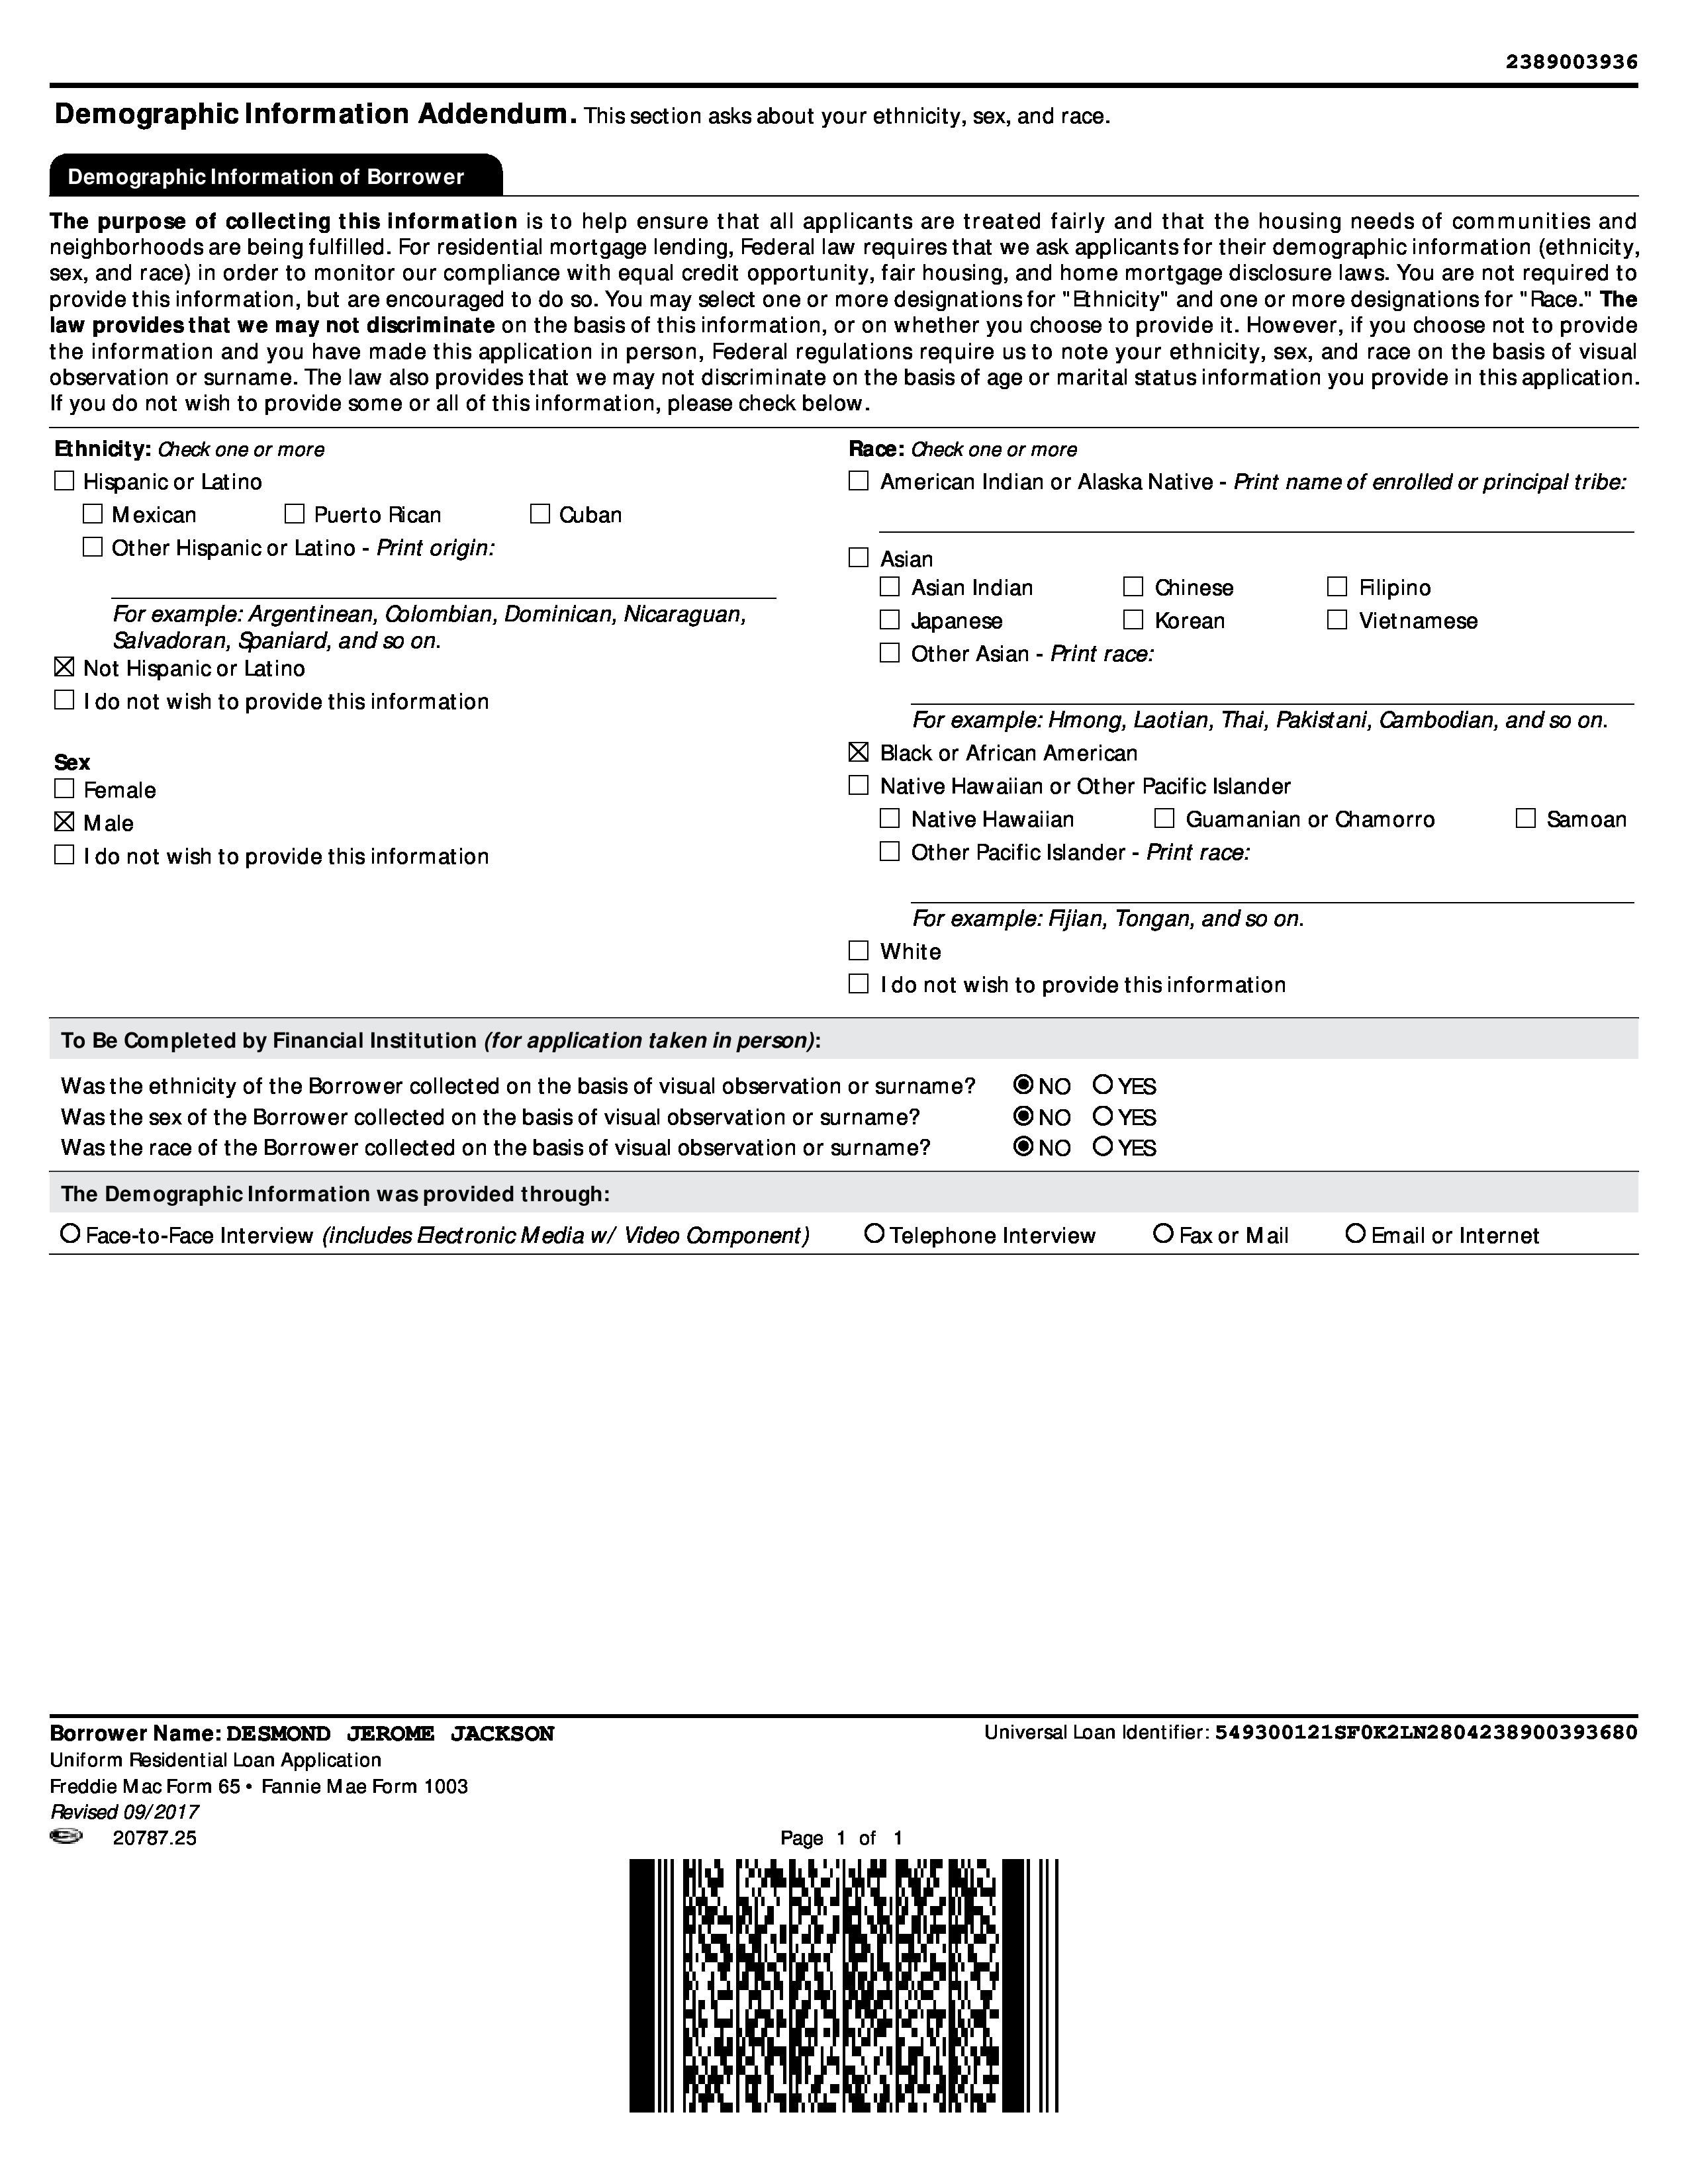 2389003936
Demographic Information Addendum. This section asks about your ethnicity, sex, and race.
Demographic Information of Borrower
The purpose of collecting this information is to help ensure that all applicants are treated fairly and that the housing needs of communities and
neighborhoods are being fulfilled. For residential mortgage lending, Federal law requires that we ask applicants for their demographic information (ethnicity,
sex, and race) in order to monitor our compliance with equal credit opportunity, fair housing, and home mortgage disclosure laws. You are not required to
provide this information, but are encouraged to do so. You may select one or more designations for "Ethnicity" and one or more designations for "Race." The
law provides that we may not discriminate on the basis of this information, or on whether you choose to provide it. However, if you choose not to provide
the information and you have made this application in person, Federal regulations require us to note your ethnicity, sex, and race on the basis of visual
observation or surname. The law also provides that we may not discriminate on the basis of age or marital status information you provide in this application.
If you do not wish to provide some or all of this information, please check below.
Ethnicity: Check one or more
Hispanic or Latino
Mexican Puerto Rican Cuban
Other Hispanic or Latino - Print origin:
For example: Argentinean, Colombian, Dominican, Nicaraguan,
Salvadoran, Spaniard, and so on.
Not Hispanic or Latino
I do not wish to provide this information
Sex
Female
Male
I do not wish to provide this information
Race: Check one or more
American Indian or Alaska Native - Print name of enrolled or principal tribe:
Asian
Asian Indian Chinese Filipino
Japanese Korean Vietnamese
Other Asian - Print race:
For example: Hmong, Laotian, Thai, Pakistani, Cambodian, and so on.
Black or African American
Native Hawaiian or Other Pacific Islander
Native Hawaiian Guamanian or Chamorro Samoan
Other Pacific Islander - Print race:
For example: Fijian, Tongan, and so on.
White
I do not wish to provide this information
To Be Completed by Financial Institution (for application taken in person):
Was the ethnicity of the Borrower collected on the basis of visual observation or surname? NO YES
Was the sex of the Borrower collected on the basis of visual observation or surname? NO YES
Was the race of the Borrower collected on the basis of visual observation or surname? NO YES
The Demographic Information was provided through:
Face-to-Face Interview (includes Electronic Media w/ Video Component) Telephone Interview Fax or Mail Email or Internet
Borrower Name: DESMOND JEROME JACKSON Universal Loan Identifier: 549300121SF0K2LN2804238900393680
Uniform Residential Loan Application
Freddie Mac Form 65 • Fannie Mae Form 1003
Revised 09/2017
20787.25 Page 1 of 1